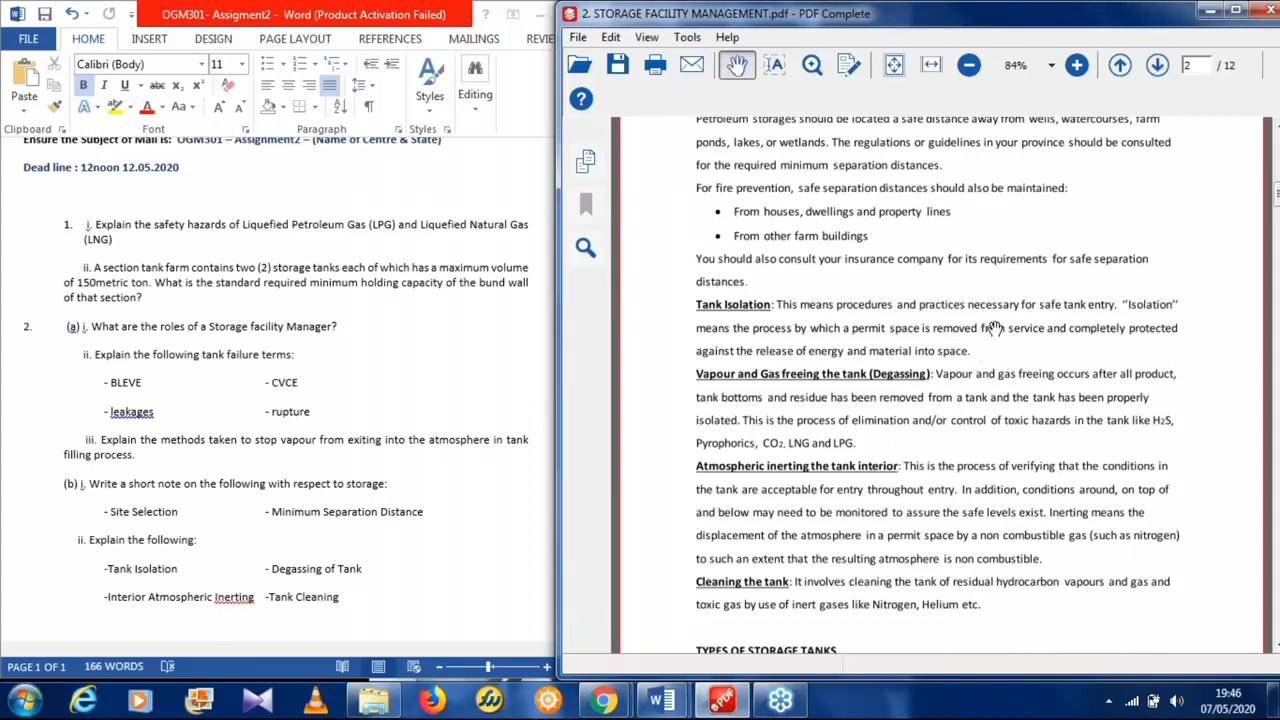 OGM301- Assigment2 - Word (Product Activation Failed)
FILE HOME INSERT DESIGN PAGE LAYOUT REFERENCES MAILINGS REVIE
Calibri (Body) 11
Paste Styles Editing
Clipboard Font Paragraph Styles
Ensure the Subject of Mail is: OGM301 – Assignment2 – (Name of Centre & State)
Dead line : 12noon 12.05.2020
1. i. Explain the safety hazards of Liquefied Petroleum Gas (LPG) and Liquefied Natural Gas
(LNG)
ii. A section tank farm contains two (2) storage tanks each of which has a maximum volume
of 150metric ton. What is the standard required minimum holding capacity of the bund wall
of that section?
2. (a) i. What are the roles of a Storage facility Manager?
ii. Explain the following tank failure terms:
- BLEVE - CVCE
- leakages - rupture
iii. Explain the methods taken to stop vapour from exiting into the atmosphere in tank
filling process.
(b) i. Write a short note on the following with respect to storage:
- Site Selection - Minimum Separation Distance
ii. Explain the following:
-Tank Isolation - Degassing of Tank
-Interior Atmospheric Inerting -Tank Cleaning
PAGE 1 OF 1 166 WORDS
2. STORAGE FACILITY MANAGEMENT.pdf - PDF Complete
File Edit View Tools Help
84% 2 / 12
Petroleum storages should be located a safe distance away from wells, watercourses, farm
ponds, lakes, or wetlands. The regulations or guidelines in your province should be consulted
for the required minimum separation distances.
For fire prevention, safe separation distances should also be maintained:
• From houses, dwellings and property lines
• From other farm buildings
You should also consult your insurance company for its requirements for safe separation
distances.
Tank Isolation: This means procedures and practices necessary for safe tank entry. “Isolation”
means the process by which a permit space is removed from service and completely protected
against the release of energy and material into space.
Vapour and Gas freeing the tank (Degassing): Vapour and gas freeing occurs after all product,
tank bottoms and residue has been removed from a tank and the tank has been properly
isolated. This is the process of elimination and/or control of toxic hazards in the tank like H2S,
Pyrophorics, CO2, LNG and LPG.
Atmospheric inerting the tank interior: This is the process of verifying that the conditions in
the tank are acceptable for entry throughout entry. In addition, conditions around, on top of
and below may need to be monitored to assure the safe levels exist. Inerting means the
displacement of the atmosphere in a permit space by a non combustible gas (such as nitrogen)
to such an extent that the resulting atmosphere is non combustible.
Cleaning the tank: It involves cleaning the tank of residual hydrocarbon vapours and gas and
toxic gas by use of inert gases like Nitrogen, Helium etc.
TYPES OF STORAGE TANKS
19:46
07/05/2020